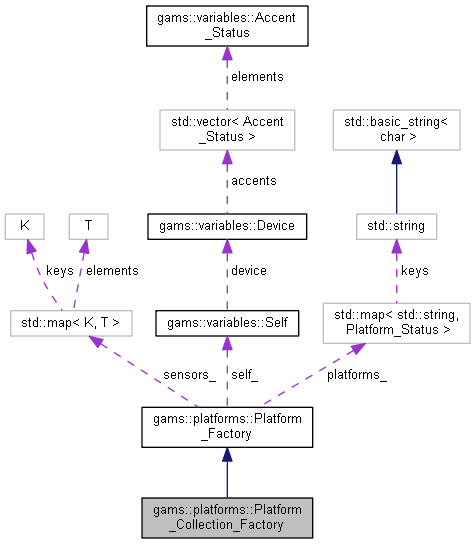 gams::variables::Accent
_Status
elements
std::vector< Accent
_Status >
std::basic_string<
char >
accents
K
T
gams::variables::Device
std::string
keys
elements
device
keys
std::map< K, T >
gams::variables::Self
std::map< std::string,
Platform_Status >
sensors_
self_
platforms_
gams::platforms::Platform
_Factory
gams::platforms::Platform
_Collection_Factory